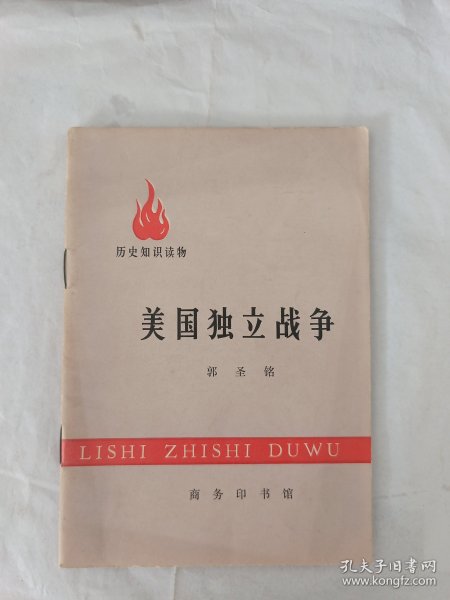 历史知识读物
美国独立战争
郭圣铭
LISHI ZHISHI DUWU
商务印书馆
孔夫子旧书网
www.kongfz.com